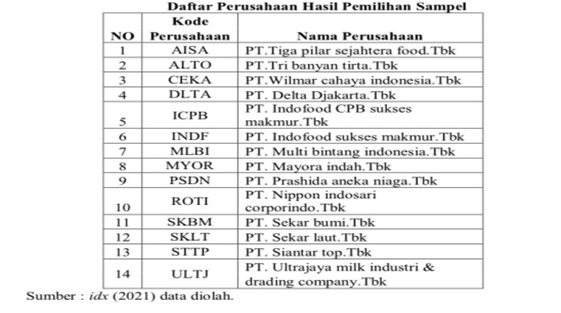 Daftar Perusahaan Hasil Pemilihan Sampel
NO Kode Perusahaan Nama Perusahaan
1 AISA PT.Tiga pilar sejahtera food.Tbk
2 ALTO PT.Tri banyan tirta.Tbk
3 CEKA PT.Wilmar cahaya indonesia.Tbk
4 DLTA PT. Delta Djakarta.Tbk
5 ICPB PT. Indofood CPB sukses makmur.Tbk
6 INDF PT. Indofood sukses makmur.Tbk
7 MLBI PT. Multi bintang indonesia.Tbk
8 MYOR PT. Mayora indah.Tbk
9 PSDN PT. Prashida aneka niaga.Tbk
10 ROTI PT. Nippon indosari corporindo.Tbk
11 SKBM PT. Sekar bumi.Tbk
12 SKLT PT. Sekar laut.Tbk
13 STTP PT. Siantar top.Tbk
14 ULTJ PT. Ultrajaya milk industri & drading company.Tbk
Sumber : idx (2021) data diolah.